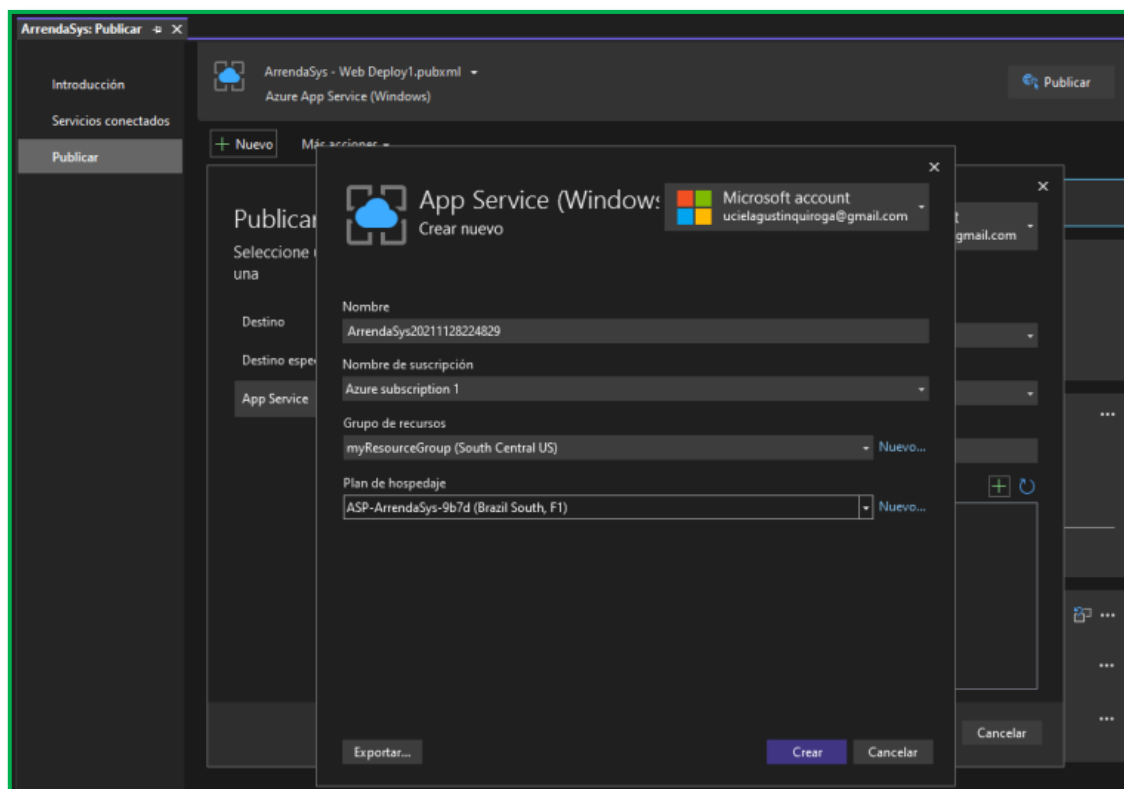 ArrendaSys: Publicar
Introducción
Servicios conectados
Publicar
ArrendaSys - Web Deploy1.pubxml
Azure App Service (Windows)
Publicar
Nuevo
Más acciones
Publicar
Seleccione
una
Destino
Destino
App Service
gmail.com
Cancelar
App Service (Windows
Crear nuevo
Microsoft account
ucielagustinquiroga@gmail.com
Nombre
ArrendaSys20211128224829
Nombre de suscripción
Azure subscription 1
Grupo de recursos
myResourceGroup (South Central US)
Nuevo...
Plan de hospedaje
ASP-ArrendaSys-9b7d (Brazil South, F1)
Nuevo...
Exportar...
Crear
Cancelar